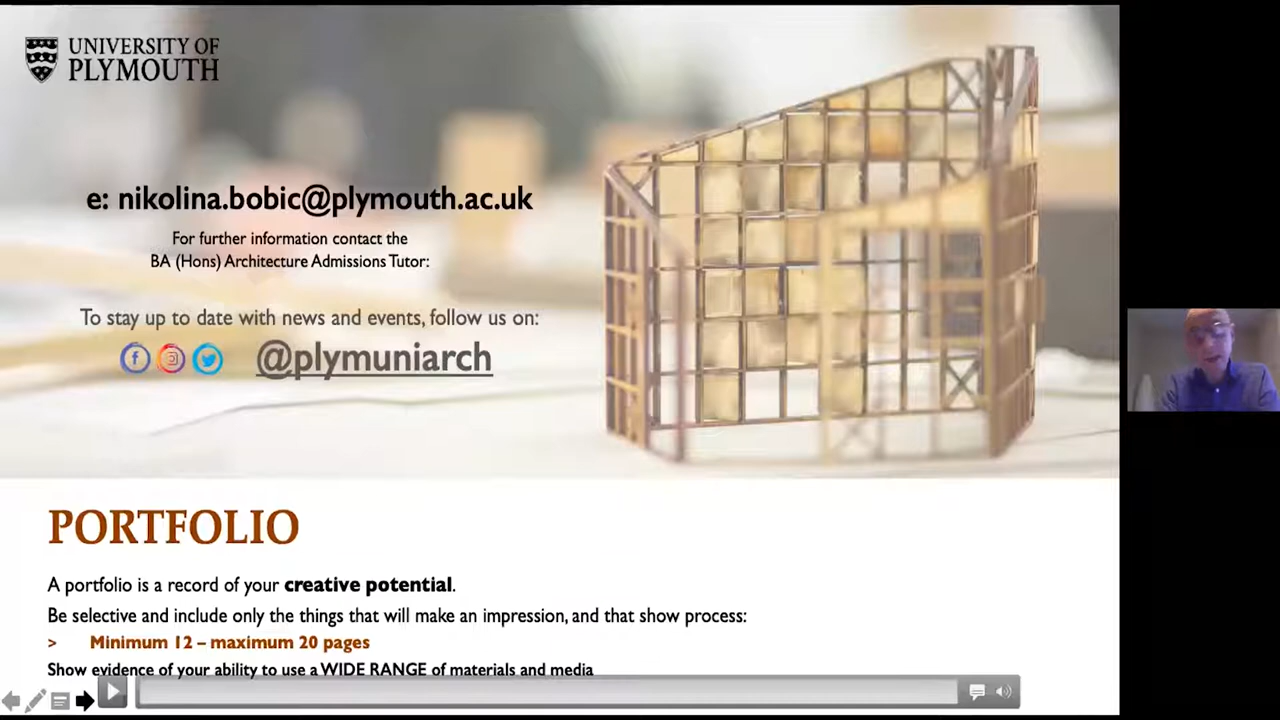 UNIVERSITY OF
PLYMOUTH
e: nikolina.bobic@plymouth.ac.uk
For further information contact the
BA (Hons) Architecture Admissions Tutor:
To stay up to date with news and events, follow us on:
@plymuniarch
PORTFOLIO
A portfolio is a record of your creative potential.
Be selective and include only the things that will make an impression, and that show process:
> Minimum 12 – maximum 20 pages
Show evidence of your ability to use a WIDE RANGE of materials and media